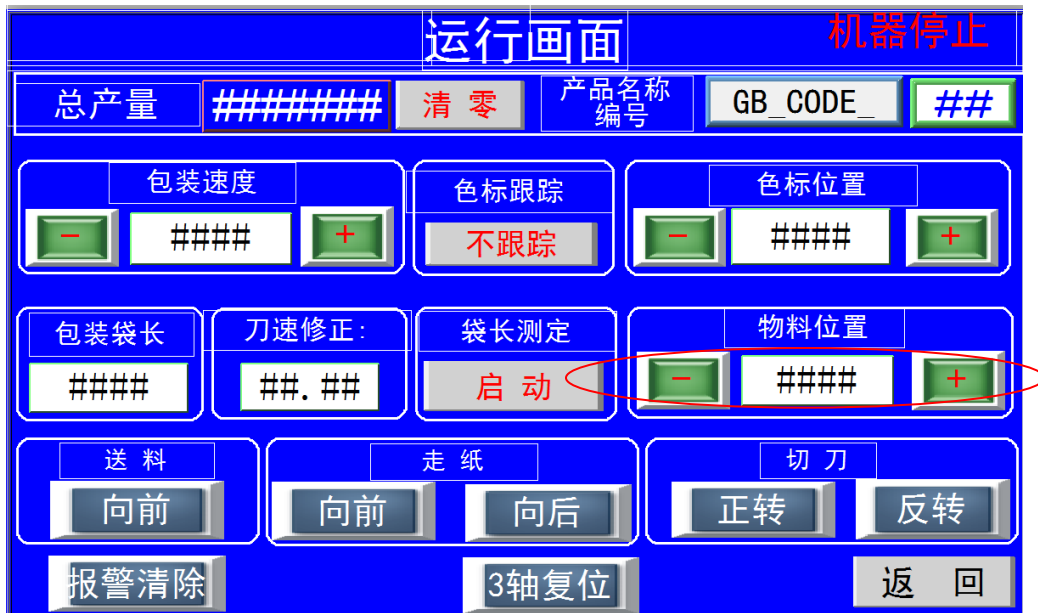 运行画面
机器停止
总产量
#######
清 零
产品名称
编号
GB_CODE_
##
包装速度
-
####
+
色标跟踪
不跟踪
色标位置
-
####
+
包装袋长
####
刀速修正:
##.##
袋长测定
启 动
物料位置
-
####
+
送 料
向前
走 纸
向前
向后
切 刀
正转
反转
报警清除
3轴复位
返 回